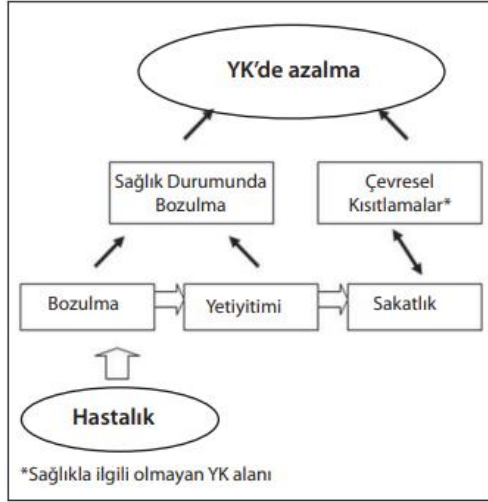 YK'de azalma
Sağlık Durumunda
Bozulma
Çevresel
Kısıtlamalar*
Bozulma
Yetiyitimi
Sakatlık
Hastalık
*Sağlıkla ilgili olmayan YK alanı